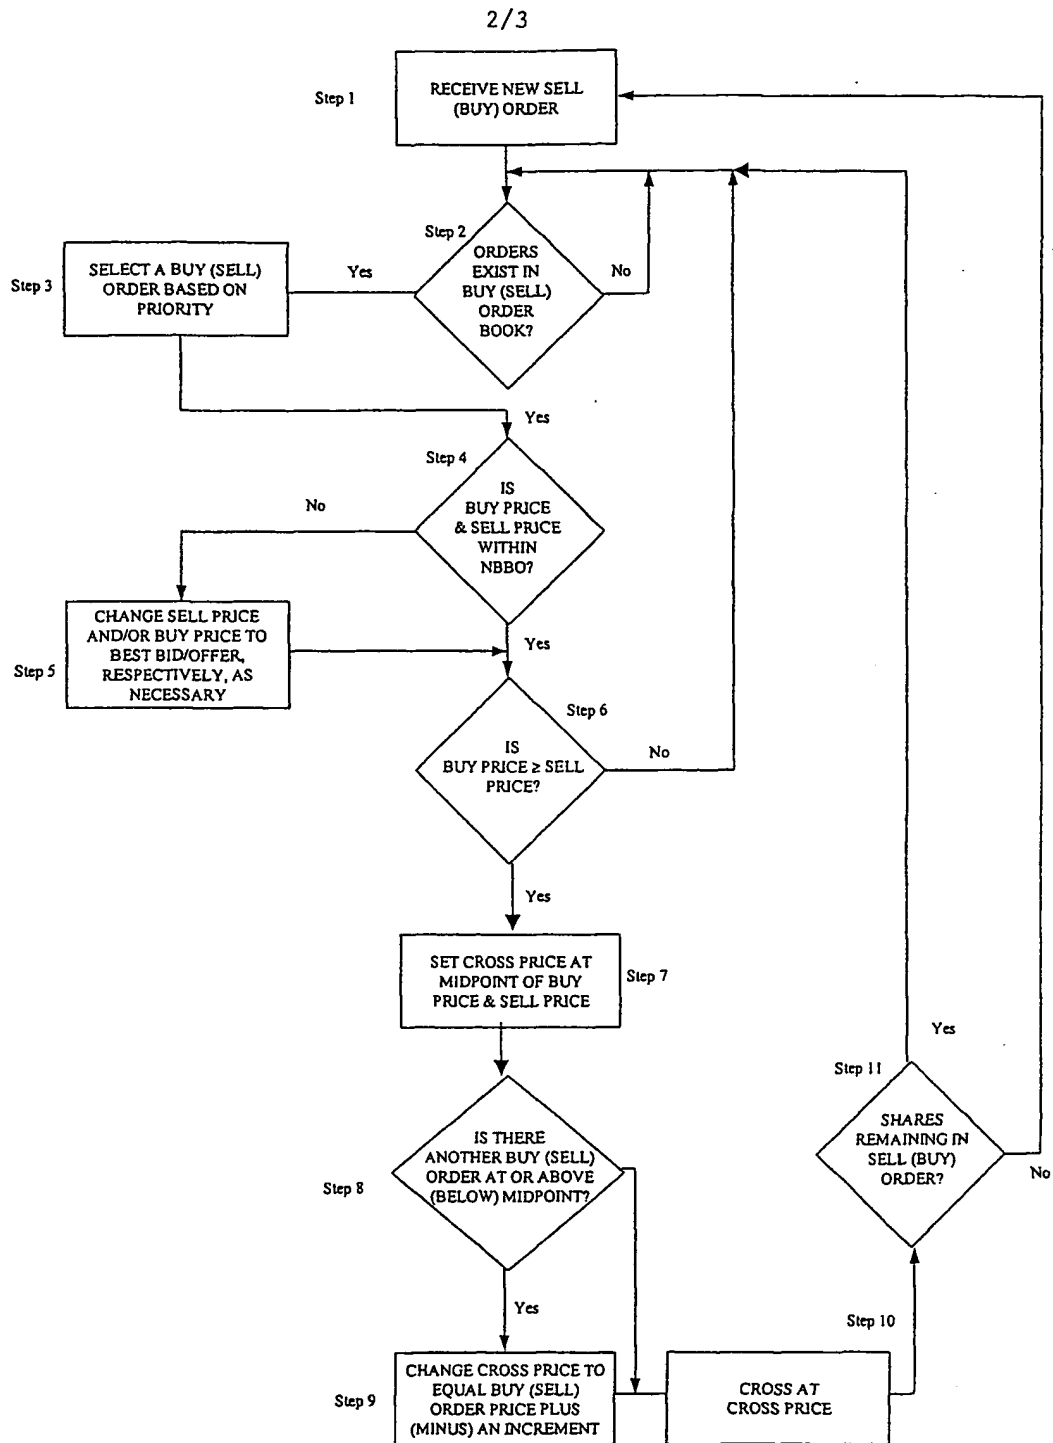 2/3
Step 1
RECEIVE NEW SELL
(BUY) ORDER
Step 2
ORDERS
EXIST IN
BUY (SELL)
ORDER
BOOK?
Yes
No
Step 3
SELECT A BUY (SELL)
ORDER BASED ON
PRIORITY
Yes
Step 4
IS
BUY PRICE
& SELL PRICE
WITHIN
NBBO?
No
Yes
Step 5
CHANGE SELL PRICE
AND/OR BUY PRICE TO
BEST BID/OFFER,
RESPECTIVELY, AS
NECESSARY
Step 6
IS
BUY PRICE ≥ SELL
PRICE?
No
Yes
SET CROSS PRICE AT
MIDPOINT OF BUY
PRICE & SELL PRICE
Step 7
Step 8
IS THERE
ANOTHER BUY (SELL)
ORDER AT OR ABOVE
(BELOW) MIDPOINT?
Yes
Step 9
CHANGE CROSS PRICE TO
EQUAL BUY (SELL)
ORDER PRICE PLUS
(MINUS) AN INCREMENT
Step 10
CROSS AT
CROSS PRICE
Step 11
SHARES
REMAINING IN
SELL (BUY)
ORDER?
Yes
No